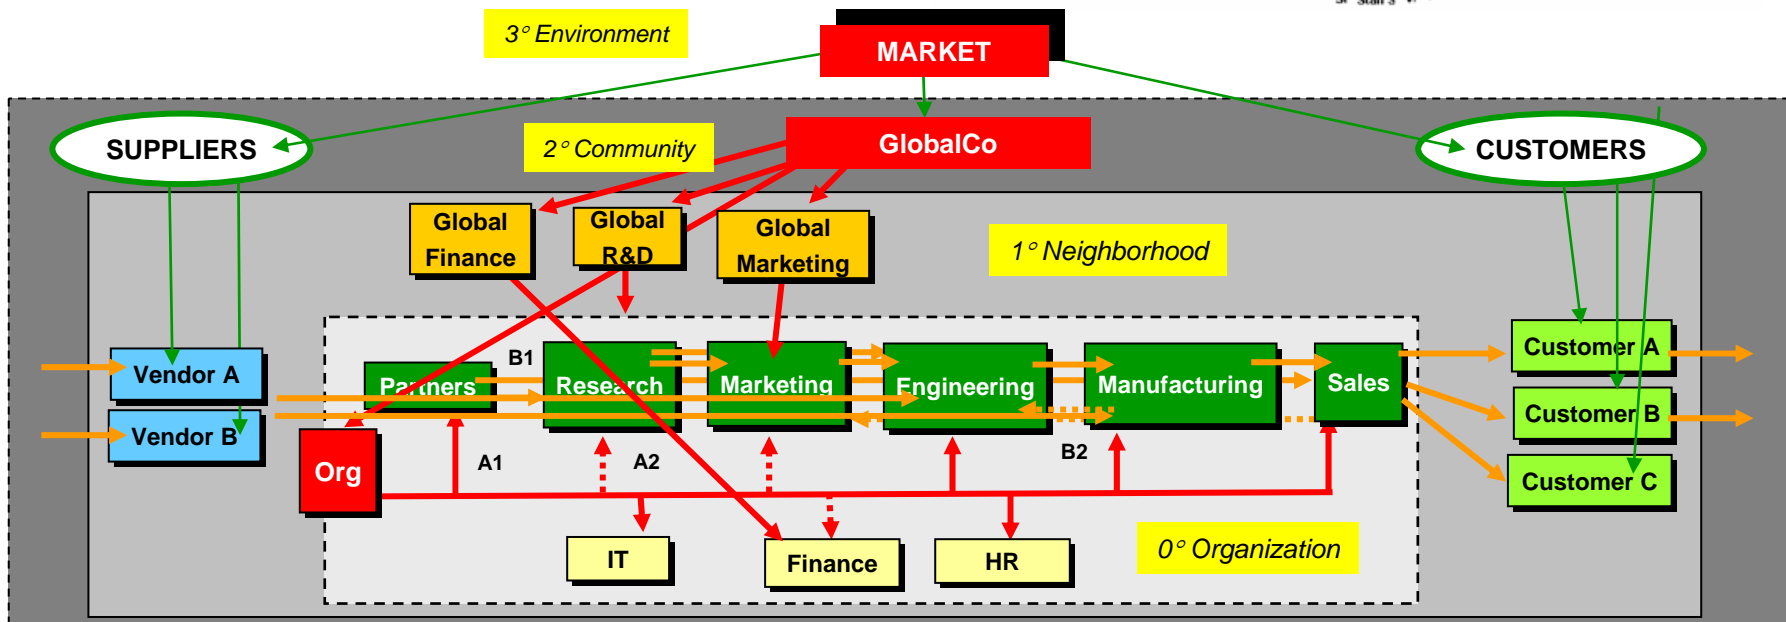 3° Environment
MARKET
SUPPLIERS
2° Community
GlobalCo
CUSTOMERS
Global
Finance
Global
R&D
Global
Marketing
1° Neighborhood
Vendor A
Vendor B
Partners
B1
Research
Marketing
Engineering
Manufacturing
Sales
Customer A
Customer B
Customer C
Org
A1
A2
B2
IT
Finance
HR
0° Organization